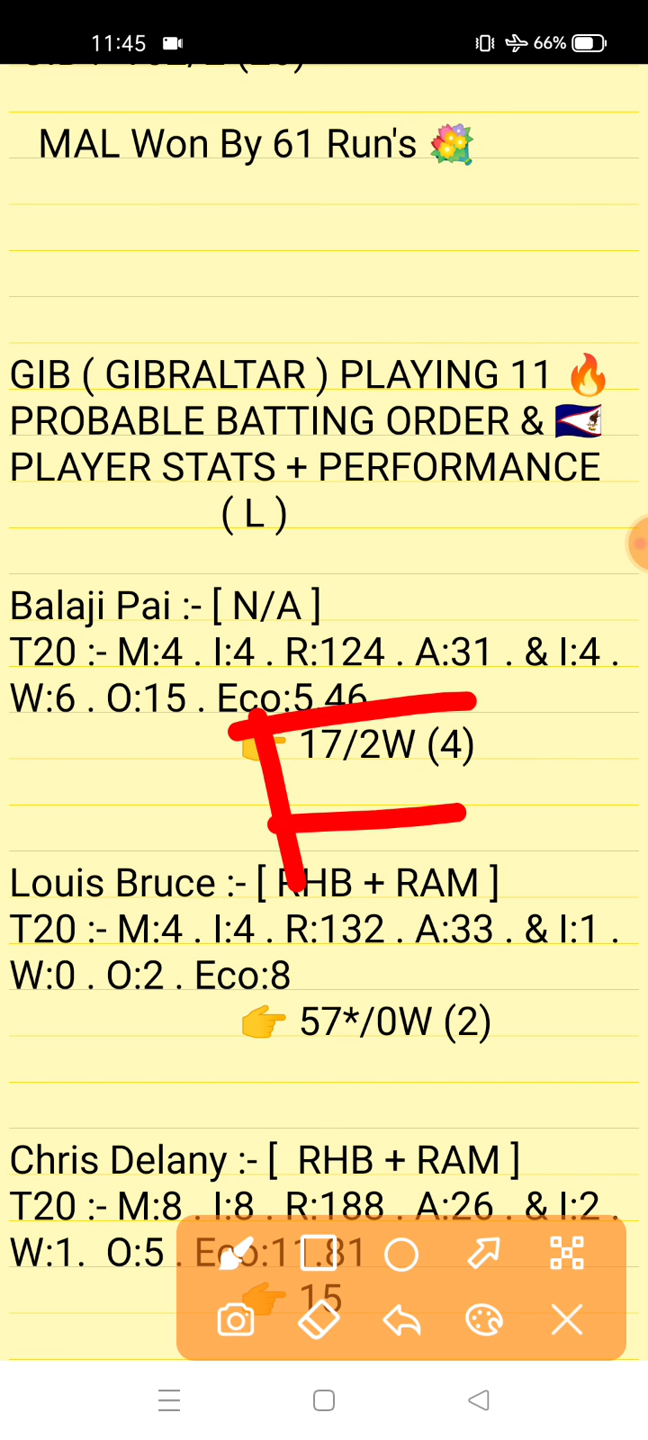 11:45
66%
MAL Won By 61 Run's 💐
GIB ( GIBRALTAR ) PLAYING 11 🔥
PROBABLE BATTING ORDER & 🇦🇸
PLAYER STATS + PERFORMANCE
( L )
Balaji Pai :- [ N/A ]
T20 :- M:4 . I:4 . R:124 . A:31 . & I:4 .
W:6 . O:15 . Eco:5.46
👉 17/2W (4)
Louis Bruce :- [ RHB + RAM ]
T20 :- M:4 . I:4 . R:132 . A:33 . & I:1 .
W:0 . O:2 . Eco:8
👉 57*/0W (2)
Chris Delany :- [ RHB + RAM ]
T20 :- M:8 . I:8 . R:188 . A:26 . & I:2 .
W:1. O:5 . Eco:11.81
👉 15